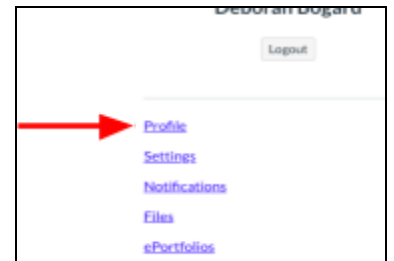 Deborah Bogard
Logout
Profile
Settings
Notifications
Files
ePortfolios